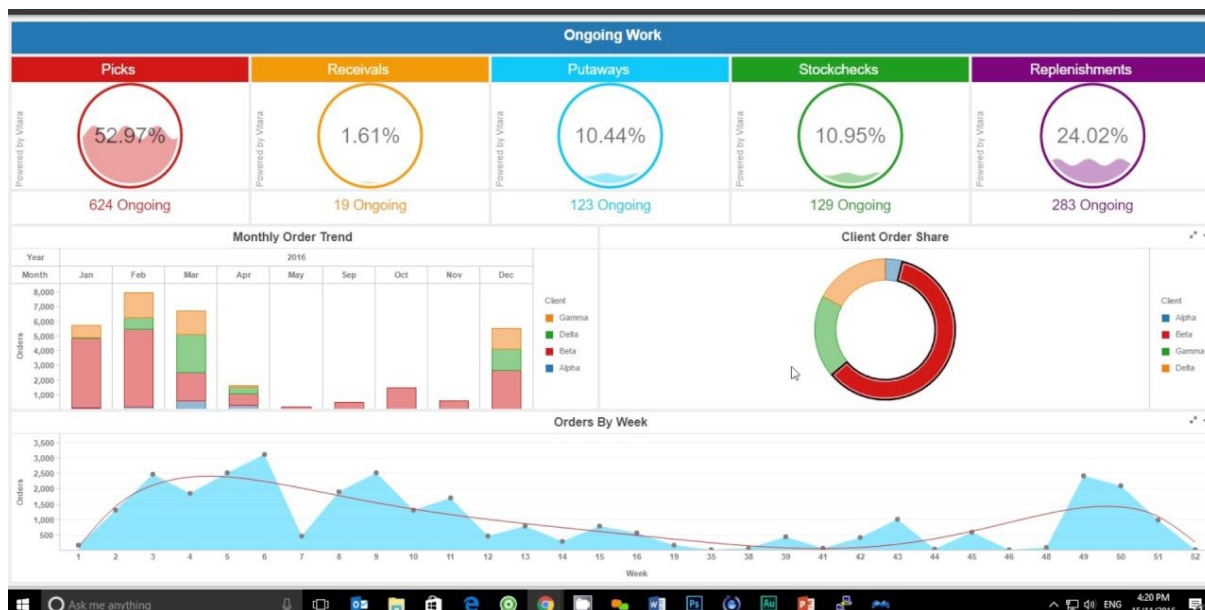 Ongoing Work
Picks Receivals Putaways Stockchecks Replenishments
Powered by Vitara Powered by Vitara Powered by Vitara Powered by Vitara Powered by Vitara
52.97% 1.61% 10.44% 10.95% 24.02%
624 Ongoing 19 Ongoing 123 Ongoing 129 Ongoing 283 Ongoing
Monthly Order Trend
Year 2016
Month Jan Feb Mar Apr May Sep Oct Nov Dec
Orders
8,000
7,000
6,000
5,000
4,000
3,000
2,000
1,000
Client
Gamma
Delta
Beta
Alpha
Client Order Share
Client
Alpha
Beta
Gamma
Delta
Orders By Week
Orders
3,500
3,000
2,500
2,000
1,500
1,000
500
1 2 3 4 5 6 7 8 9 10 11 12 13 14 15 16 19 35 38 39 41 42 43 44 45 46 48 49 50 51 52
Week
Ask me anything
ENG
4:20 PM